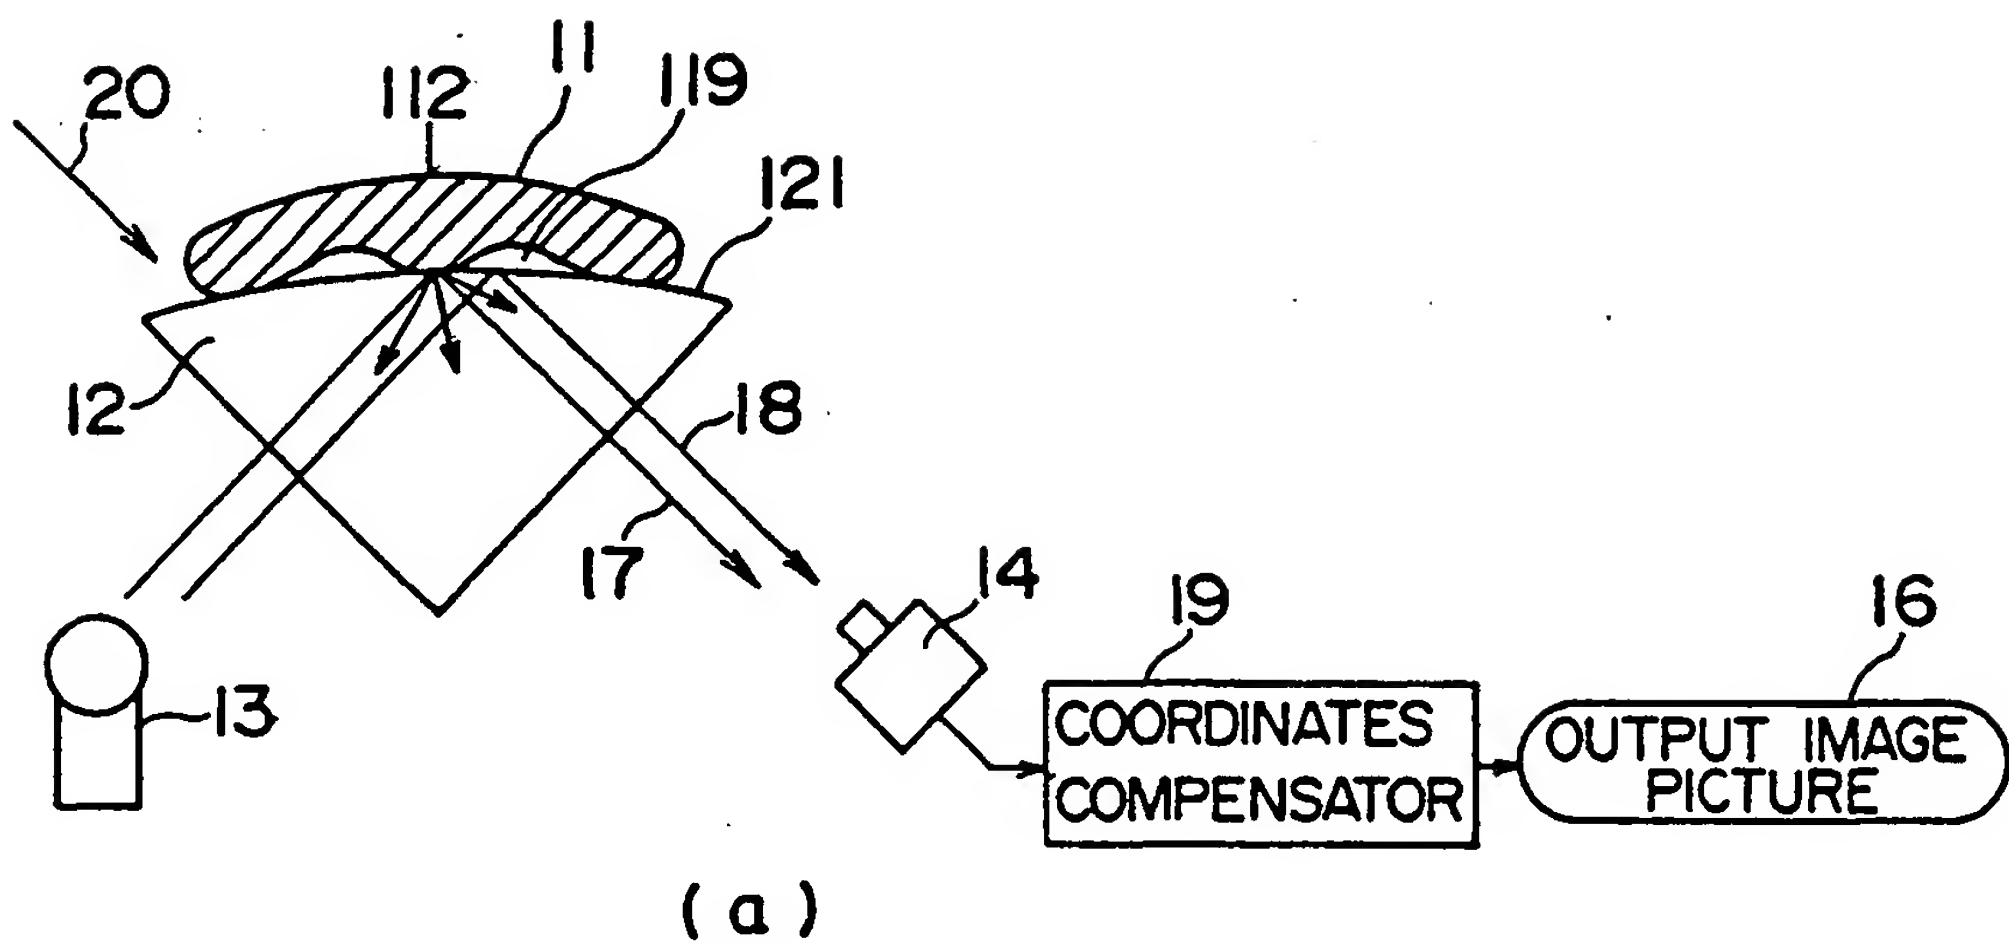 20
112
11
119
121
12
18
17
13
14
19
16
COORDINATES
COMPENSATOR
OUTPUT IMAGE
PICTURE
(a)